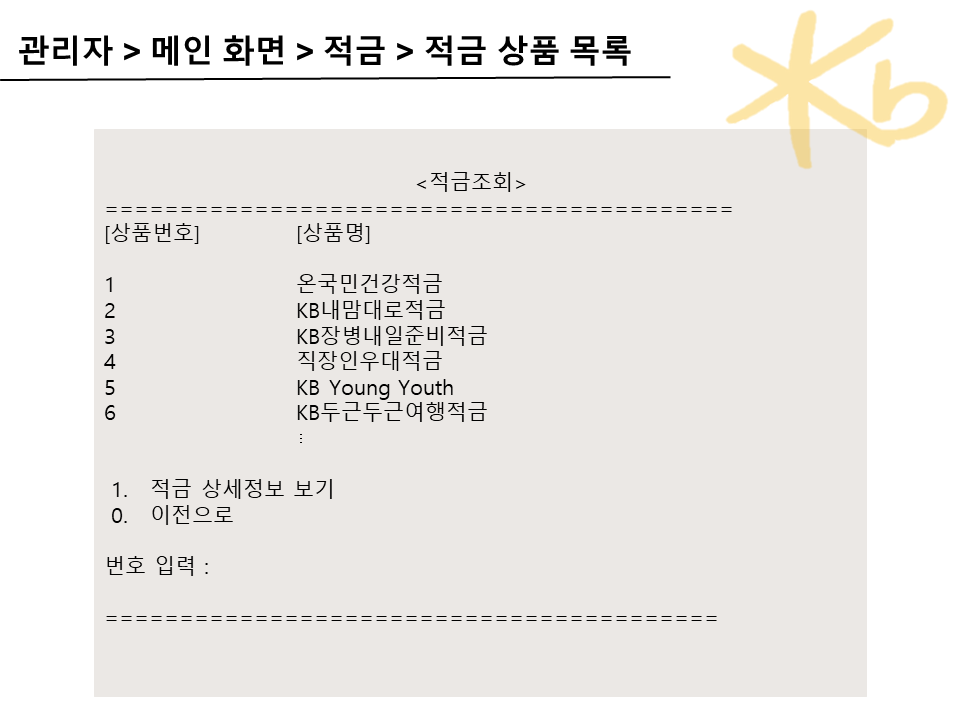 관리자 > 메인 화면 > 적금 > 적금 상품 목록
Kb
<적금조회>
==========================================
[상품번호] [상품명]
1 온국민건강적금
2 KB내맘대로적금
3 KB장병내일준비적금
4 직장인우대적금
5 KB Young Youth
6 KB두근두근여행적금
⋮
1. 적금 상세정보 보기
0. 이전으로
번호 입력 :
=========================================